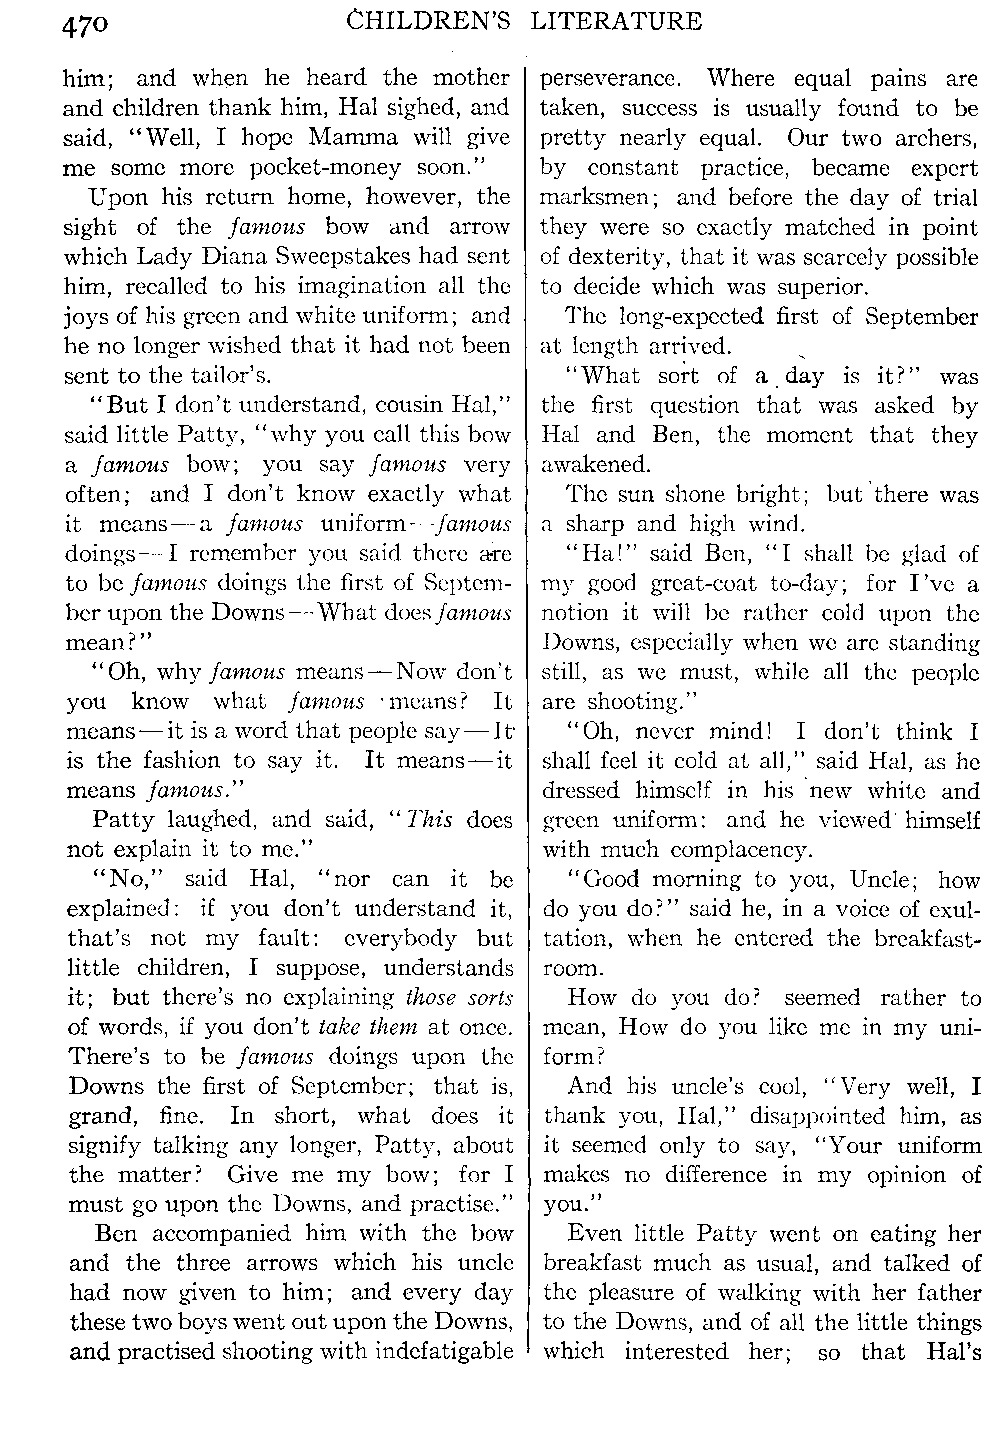 470 CHILDREN'S LITERATURE
him; and when he heard the mother
and children thank him, Hal sighed, and
said, "Well, I hope Mamma will give
me some more pocket-money soon."
Upon his return home, however, the
sight of the famous bow and arrow
which Lady Diana Sweepstakes had sent
him, recalled to his imagination all the
joys of his green and white uniform; and
he no longer wished that it had not been
sent to the tailor's.
"But I don't understand, cousin Hal,"
said little Patty, "why you call this bow
a famous bow; you say famous very
often; and I don't know exactly what
it means—a famous uniform—famous
doings—I remember you said there are
to be famous doings the first of Septem-
ber upon the Downs—What does famous
mean?"
"Oh, why famous means—Now don't
you know what famous means? It
means—it is a word that people say—It
is the fashion to say it. It means—it
means famous."
Patty laughed, and said, "This does
not explain it to me."
"No," said Hal, "nor can it be
explained: if you don't understand it,
that's not my fault: everybody but
little children, I suppose, understands
it; but there's no explaining those sorts
of words, if you don't take them at once.
There's to be famous doings upon the
Downs the first of September; that is,
grand, fine. In short, what does it
signify talking any longer, Patty, about
the matter? Give me my bow; for I
must go upon the Downs, and practise."
Ben accompanied him with the bow
and the three arrows which his uncle
had now given to him; and every day
these two boys went out upon the Downs,
and practised shooting with indefatigable
perseverance. Where equal pains are
taken, success is usually found to be
pretty nearly equal. Our two archers,
by constant practice, became expert
marksmen; and before the day of trial
they were so exactly matched in point
of dexterity, that it was scarcely possible
to decide which was superior.
The long-expected first of September
at length arrived.
"What sort of a day is it?" was
the first question that was asked by
Hal and Ben, the moment that they
awakened.
The sun shone bright; but there was
a sharp and high wind.
"Ha!" said Ben, "I shall be glad of
my good great-coat to-day; for I've a
notion it will be rather cold upon the
Downs, especially when we are standing
still, as we must, while all the people
are shooting."
"Oh, never mind! I don't think I
shall feel it cold at all," said Hal, as he
dressed himself in his new white and
green uniform: and he viewed himself
with much complacency.
"Good morning to you, Uncle; how
do you do?" said he, in a voice of exul-
tation, when he entered the breakfast-
room.
How do you do? seemed rather to
mean, How do you like me in my uni-
form?
And his uncle's cool, "Very well, I
thank you, Hal," disappointed him, as
it seemed only to say, "Your uniform
makes no difference in my opinion of
you."
Even little Patty went on eating her
breakfast much as usual, and talked of
the pleasure of walking with her father
to the Downs, and of all the little things
which interested her; so that Hal's